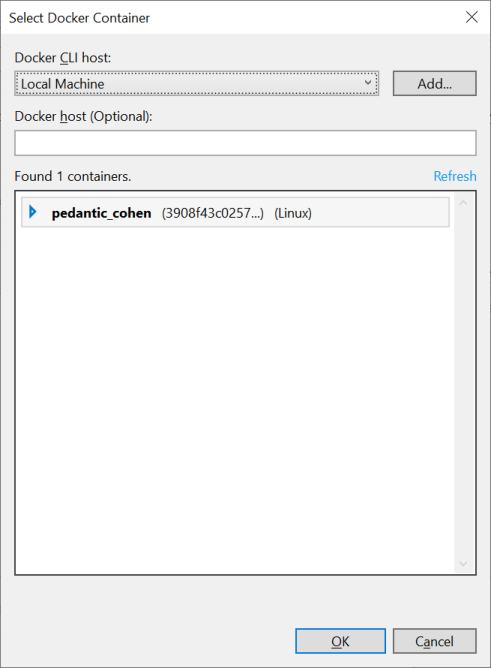 Select Docker Container
Docker CLI host:
Local Machine
Add...
Docker host (Optional):
Found 1 containers.
Refresh
pedantic_cohen (3908f43c0257...) (Linux)
OK
Cancel